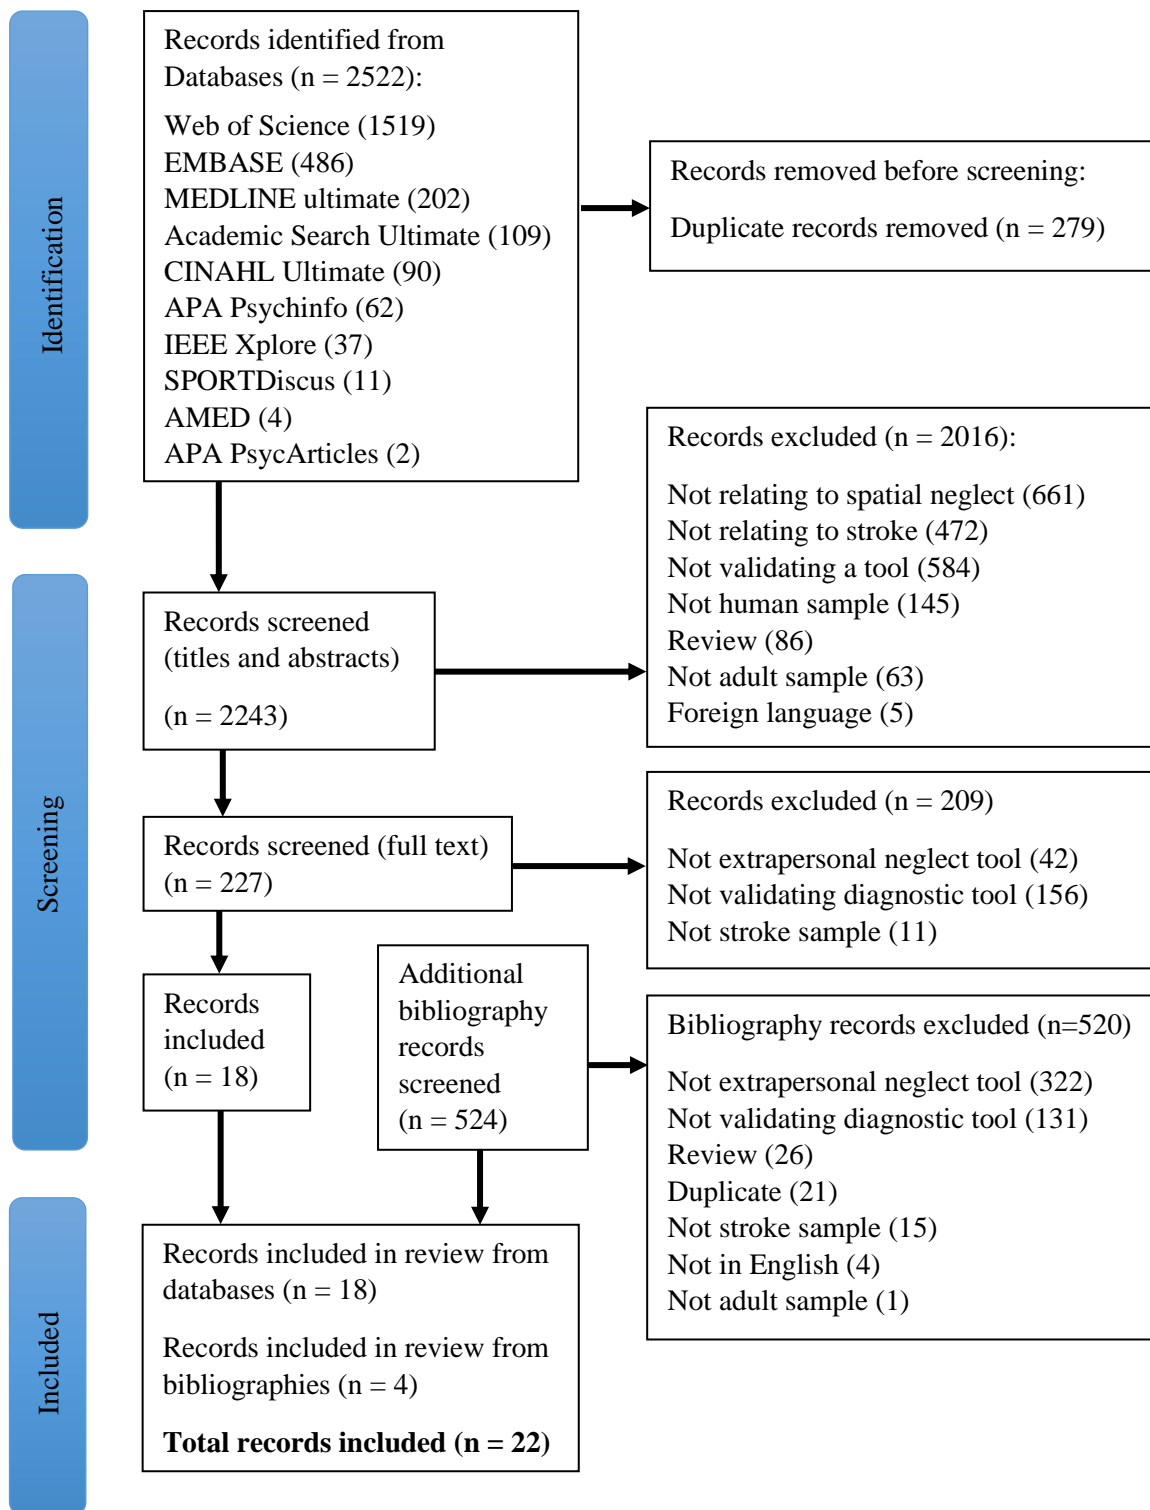 Identification
Records identified from
Databases (n = 2522):
Web of Science (1519)
EMBASE (486)
MEDLINE ultimate (202)
Academic Search Ultimate (109)
CINAHL Ultimate (90)
APA Psychinfo (62)
IEEE Xplore (37)
SPORTDiscus (11)
AMED (4)
APA PsycArticles (2)
Records removed before screening:
Duplicate records removed (n = 279)
Screening
Records screened
(titles and abstracts)
(n = 2243)
Records excluded (n = 2016):
Not relating to spatial neglect (661)
Not relating to stroke (472)
Not validating a tool (584)
Not human sample (145)
Review (86)
Not adult sample (63)
Foreign language (5)
Records screened (full text)
(n = 227)
Records excluded (n = 209)
Not extrapersonal neglect tool (42)
Not validating diagnostic tool (156)
Not stroke sample (11)
Records
included
(n = 18)
Additional
bibliography
records
screened
(n = 524)
Bibliography records excluded (n=520)
Not extrapersonal neglect tool (322)
Not validating diagnostic tool (131)
Review (26)
Duplicate (21)
Not stroke sample (15)
Not in English (4)
Not adult sample (1)
Included
Records included in review from
databases (n = 18)
Records included in review from
bibliographies (n = 4)
Total records included (n = 22)